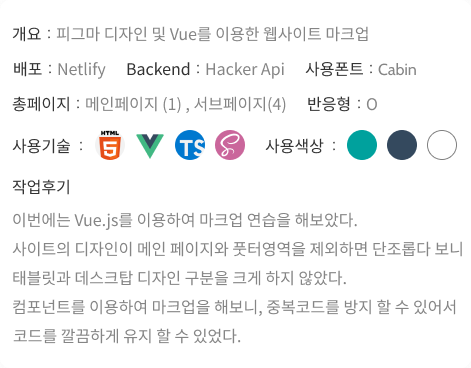 개요 : 피그마 디자인 및 Vue를 이용한 웹사이트 마크업
배포 : Netlify Backend : Hacker Api 사용폰트 : Cabin
총페이지 : 메인페이지 (1) , 서브페이지(4) 반응형 : O
사용기술 : HTML 5 TS 사용색상 :
작업후기
이번에는 Vue.js를 이용하여 마크업 연습을 해보았다.
사이트의 디자인이 메인 페이지와 풋터영역을 제외하면 단조롭다 보니
태블릿과 데스크탑 디자인 구분을 크게 하지 않았다.
컴포넌트를 이용하여 마크업을 해보니, 중복코드를 방지 할 수 있어서
코드를 깔끔하게 유지 할 수 있었다.